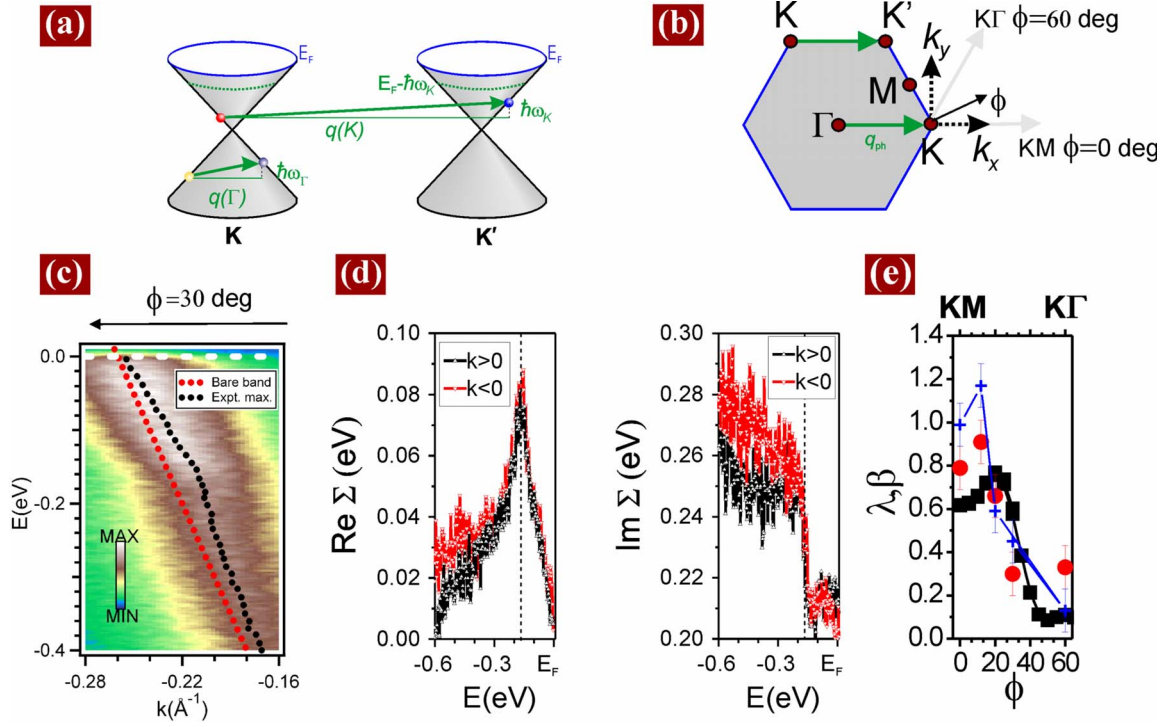 (a)
E_F
E_F
E_F-ħω_K
ħω_K
q(K)
ħω_Γ
q(Γ)
K
K'
(b)
K
K'
KΓ ϕ=60 deg
k_y
M
ϕ
Γ
q_ph
K
k_x
KM ϕ=0 deg
(c)
ϕ=30 deg
0.0
Bare band
Expt. max.
E(eV)
-0.2
MAX
MIN
-0.4
-0.28
-0.22
-0.16
k(Å⁻¹)
(d)
0.10
k>0
k<0
0.08
0.06
Re Σ (eV)
0.04
0.02
0.00
-0.6
-0.3
E_F
E(eV)
0.30
k>0
k<0
0.28
0.26
Im Σ (eV)
0.24
0.22
0.20
-0.6
-0.3
E_F
E(eV)
(e)
KM
KΓ
1.4
1.2
1.0
0.8
λ,β
0.6
0.4
0.2
0.0
0 20 40 60
ϕ